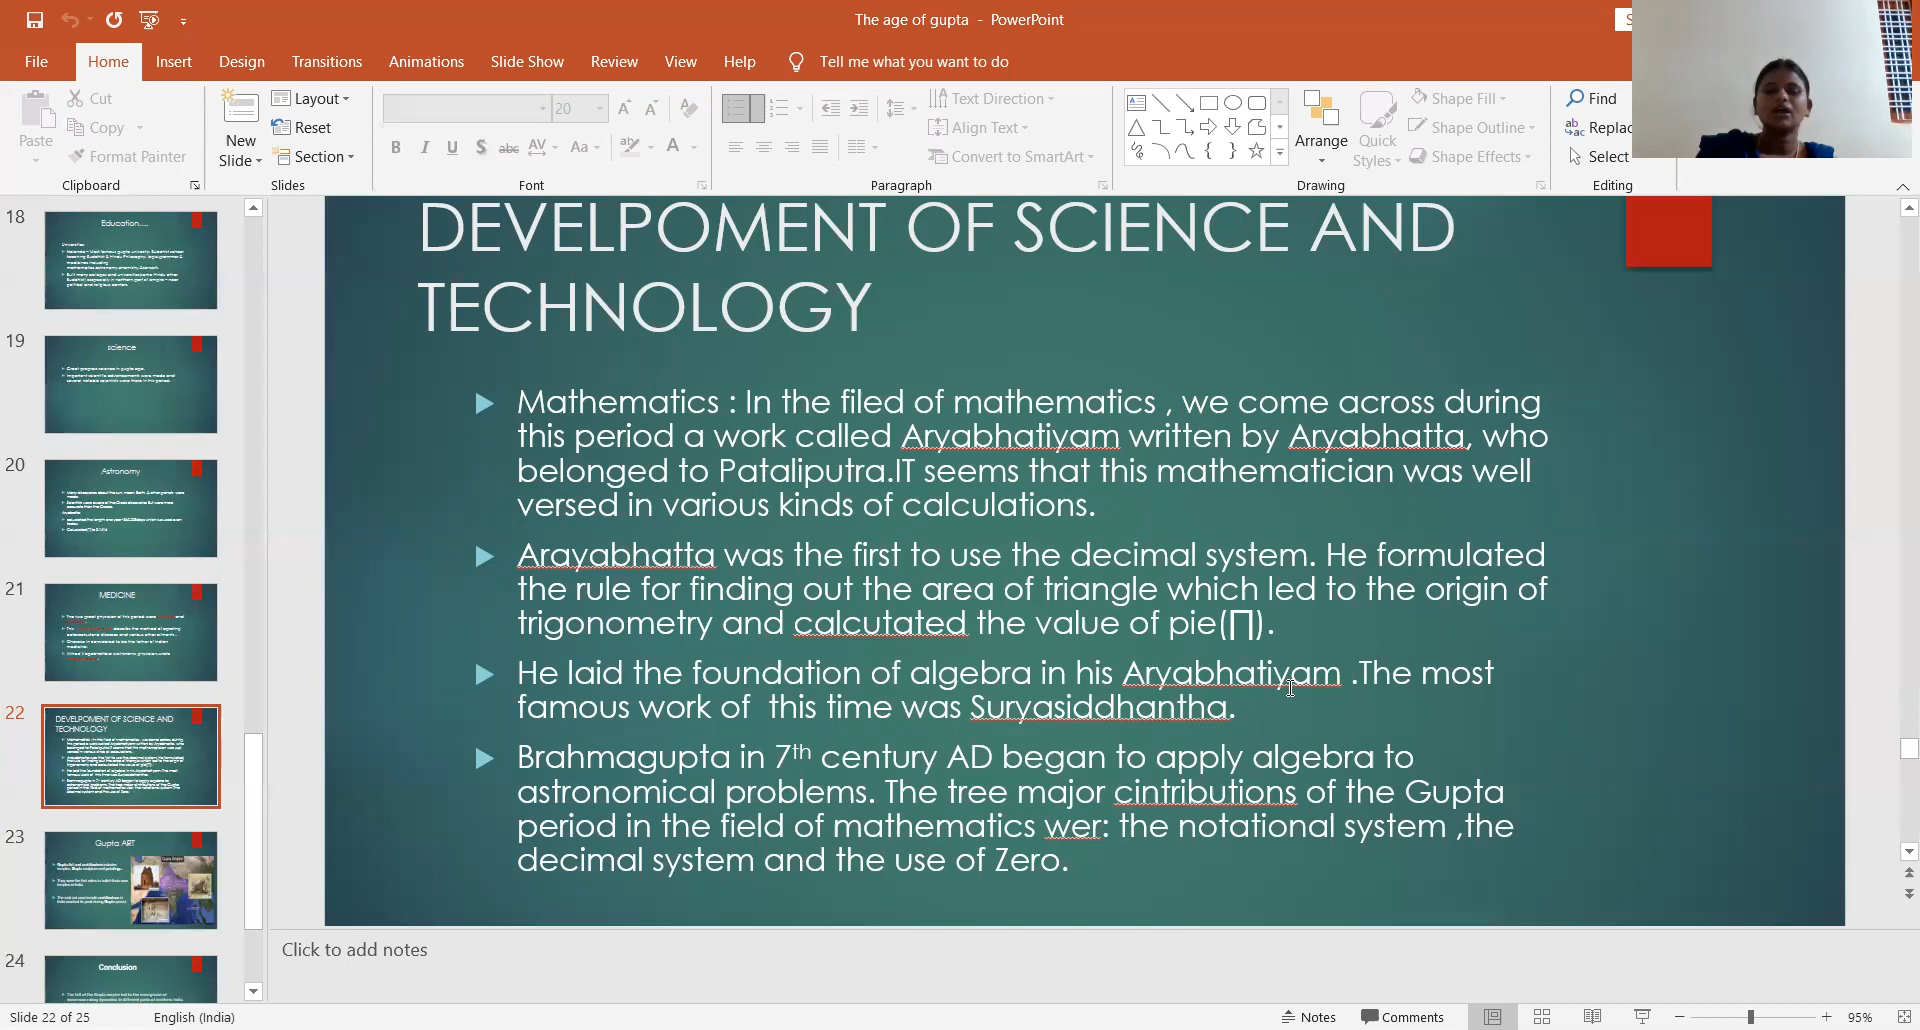 The age of gupta - PowerPoint
File Home Insert Design Transitions Animations Slide Show Review View Help Tell me what you want to do
Paste
Cut
Copy
Format Painter
Clipboard
New
Slide
Layout
Reset
Section
Slides
20
B I U S abc AV Aa A
Font
Text Direction
Align Text
Convert to SmartArt
Paragraph
Arrange
Quick
Styles
Shape Fill
Shape Outline
Shape Effects
Drawing
Find
Replac
Select
Editing
18
Education....
19
science
Great progress science in gupta age.
20
Astronomy
21
MEDICINE
22
DEVELPOMENT OF SCIENCE AND
TECHNOLOGY
23
Gupta ART
24
Conclusion
DEVELPOMENT OF SCIENCE AND
TECHNOLOGY
Mathematics : In the filed of mathematics , we come across during
this period a work called Aryabhatiyam written by Aryabhatta, who
belonged to Pataliputra.IT seems that this mathematician was well
versed in various kinds of calculations.
Arayabhatta was the first to use the decimal system. He formulated
the rule for finding out the area of triangle which led to the origin of
trigonometry and calcutated the value of pie(∏).
He laid the foundation of algebra in his Aryabhatiyam .The most
famous work of  this time was Suryasiddhantha.
Brahmagupta in 7th century AD began to apply algebra to
astronomical problems. The tree major cintributions of the Gupta
period in the field of mathematics wer: the notational system ,the
decimal system and the use of Zero.
Click to add notes
Slide 22 of 25 English (India) Notes Comments 95%